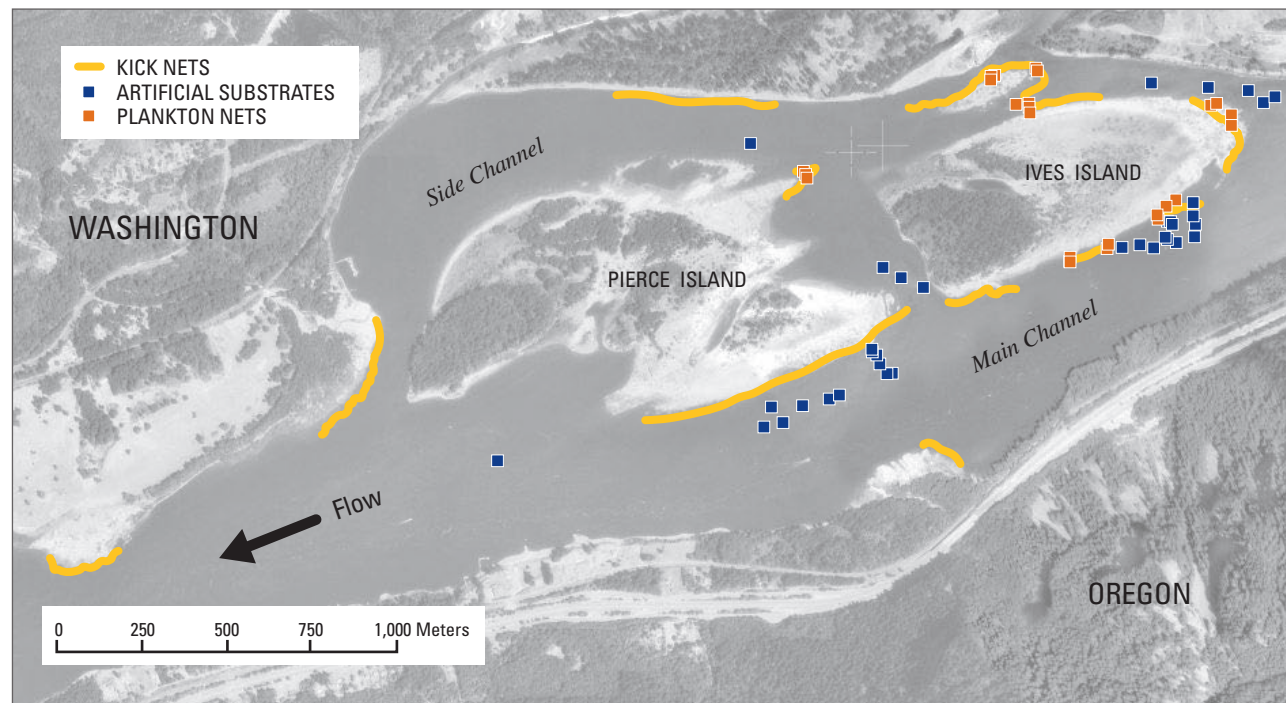 KICK NETS
ARTIFICIAL SUBSTRATES
PLANKTON NETS
Side Channel
IVES ISLAND
WASHINGTON
PIERCE ISLAND
Main Channel
Flow
OREGON
0 250 500 750 1,000 Meters